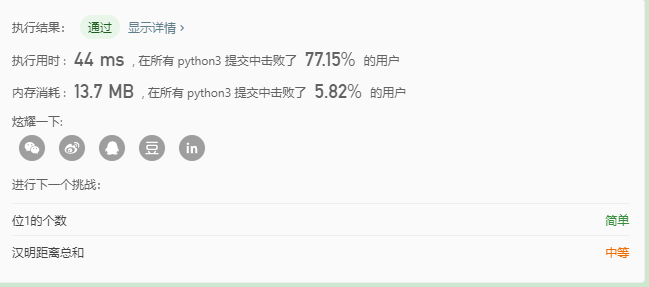 执行结果： 通过 显示详情 ›
执行用时 : 44 ms , 在所有 python3 提交中击败了 77.15% 的用户
内存消耗 : 13.7 MB , 在所有 python3 提交中击败了 5.82% 的用户
炫耀一下:
豆 in
进行下一个挑战：
位1的个数 简单
汉明距离总和 中等